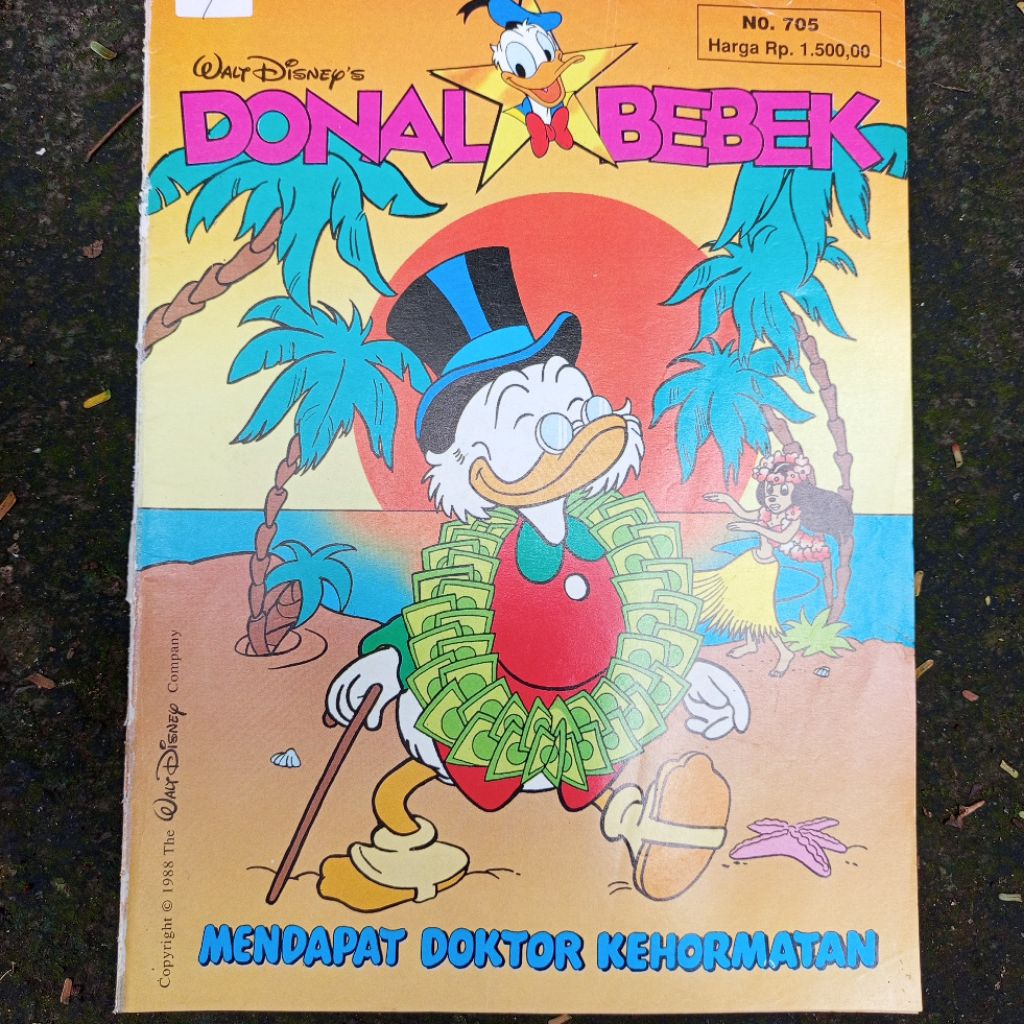 NO. 705
Harga Rp. 1.500,00
WALT DISNEY'S
DONAL BEBEK
Copyright © 1988 The WALT DISNEY Company
MENDAPAT DOKTOR KEHORMATAN